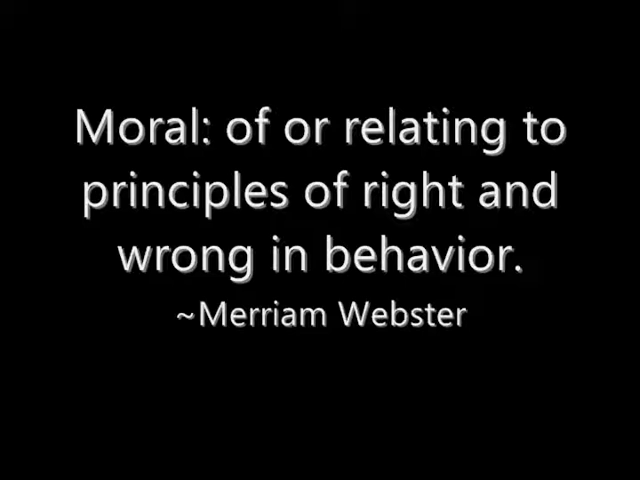 Moral: of or relating to
principles of right and
wrong in behavior.
~Merriam Webster